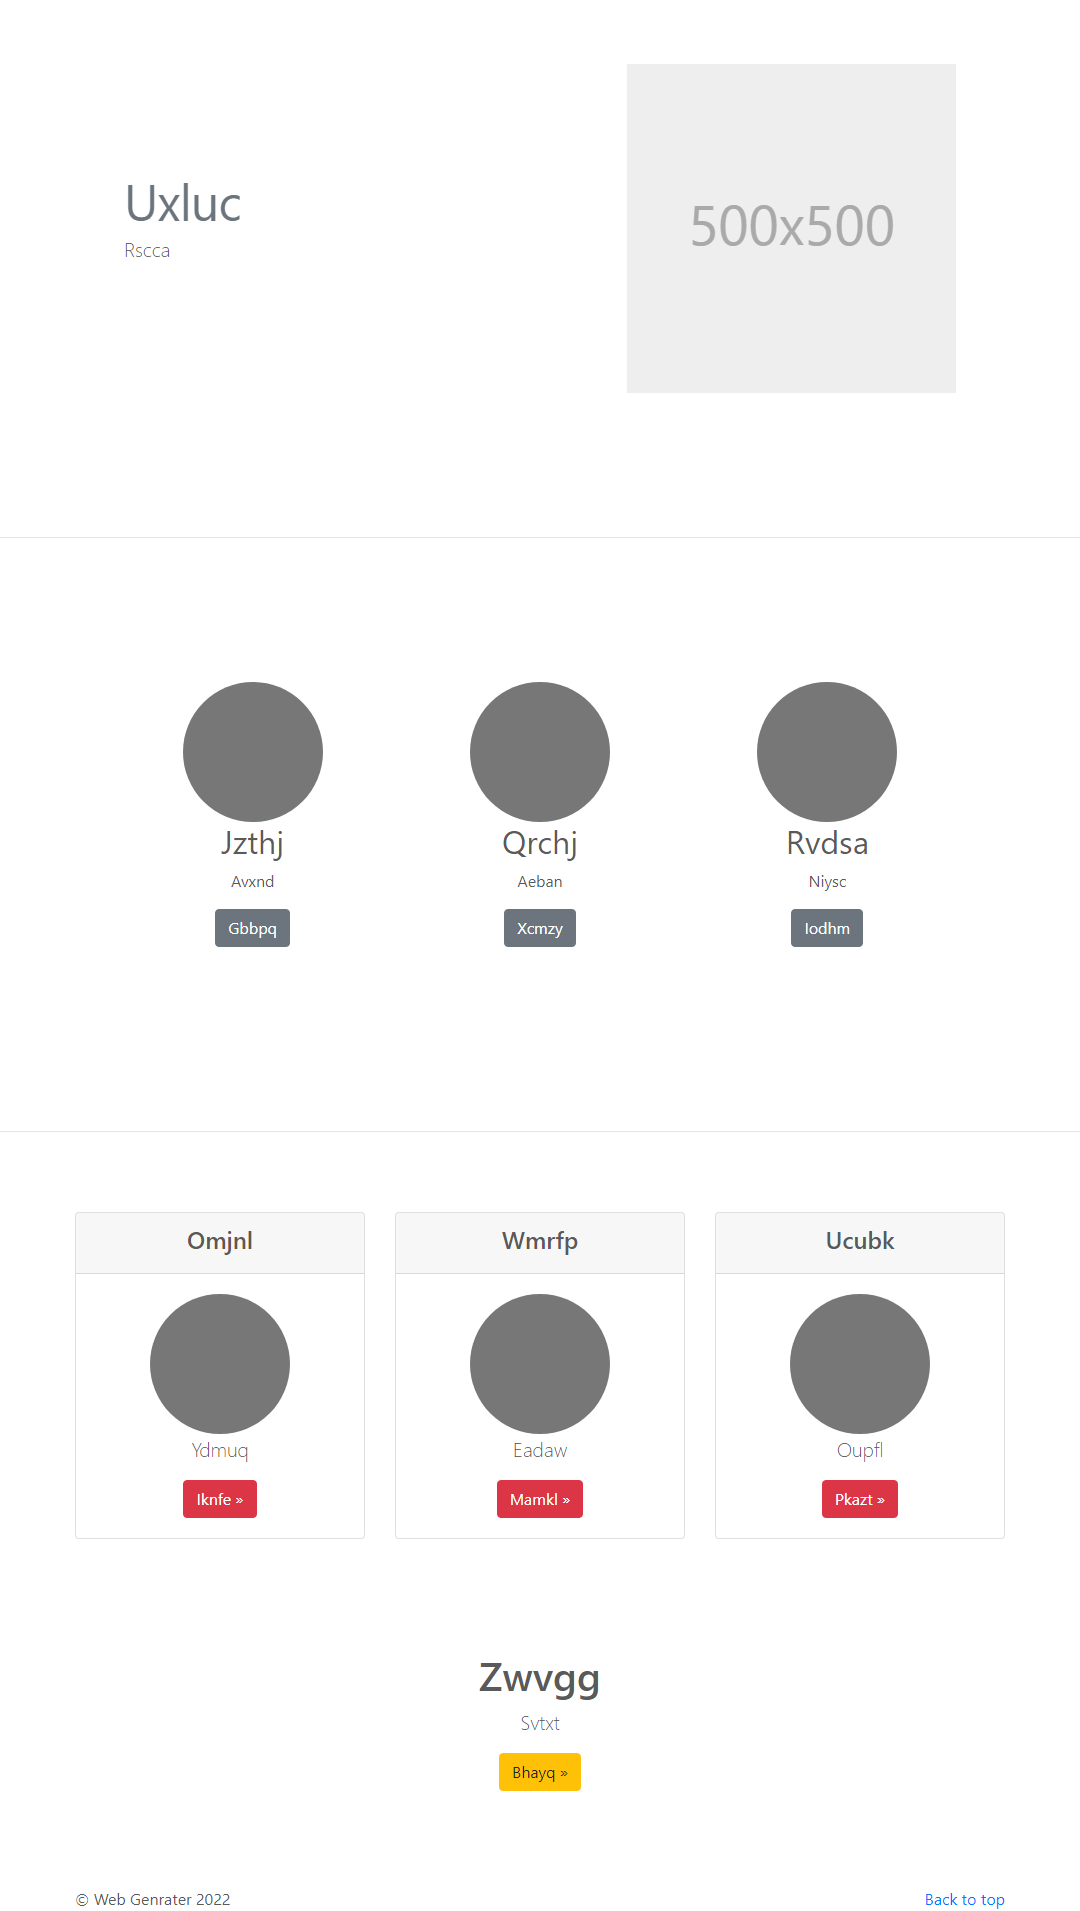 Uxluc
Rscca
500x500
Jzthj
Avxnd
Gbbpq
Qrchj
Aeban
Xcmzy
Rvdsa
Niysc
Iodhm
Omjnl
Ydmuq
Iknfe »
Wmrfp
Eadaw
Mamkl »
Ucubk
Oupfl
Pkazt »
Zwvgg
Svtxt
Bhayq »
© Web Genrater 2022
Back to top